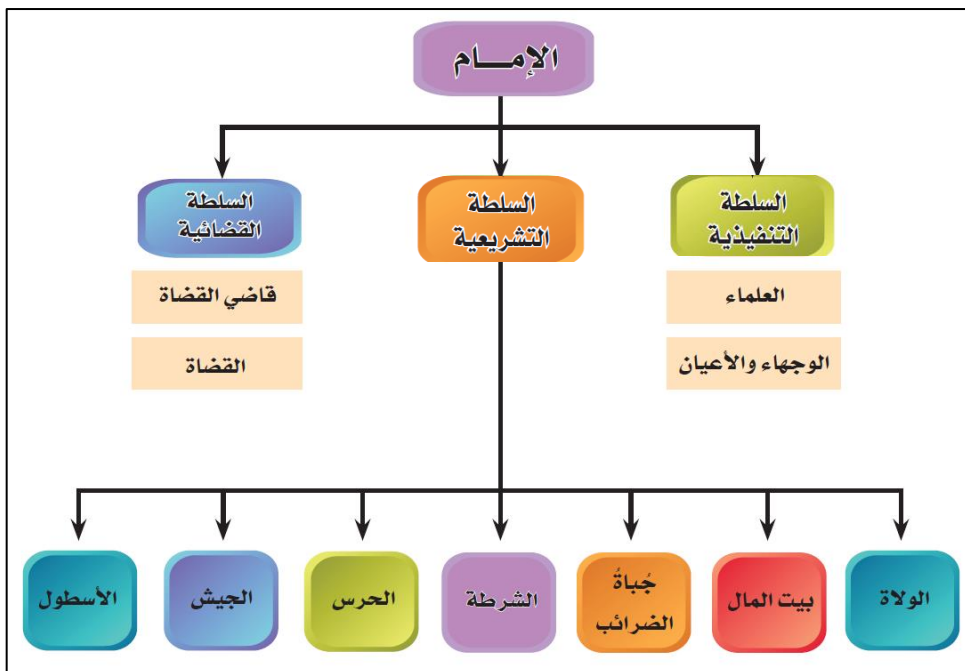 الإمـــام
السلطة
التنفيذية
السلطة
التشريعية
السلطة
القضائية
العلماء
الوجهاء والأعيان
قاضي القضاة
القضاة
الولاة
بيت المال
جُباةُ
الضرائب
الشرطة
الحرس
الجيش
الأسطول